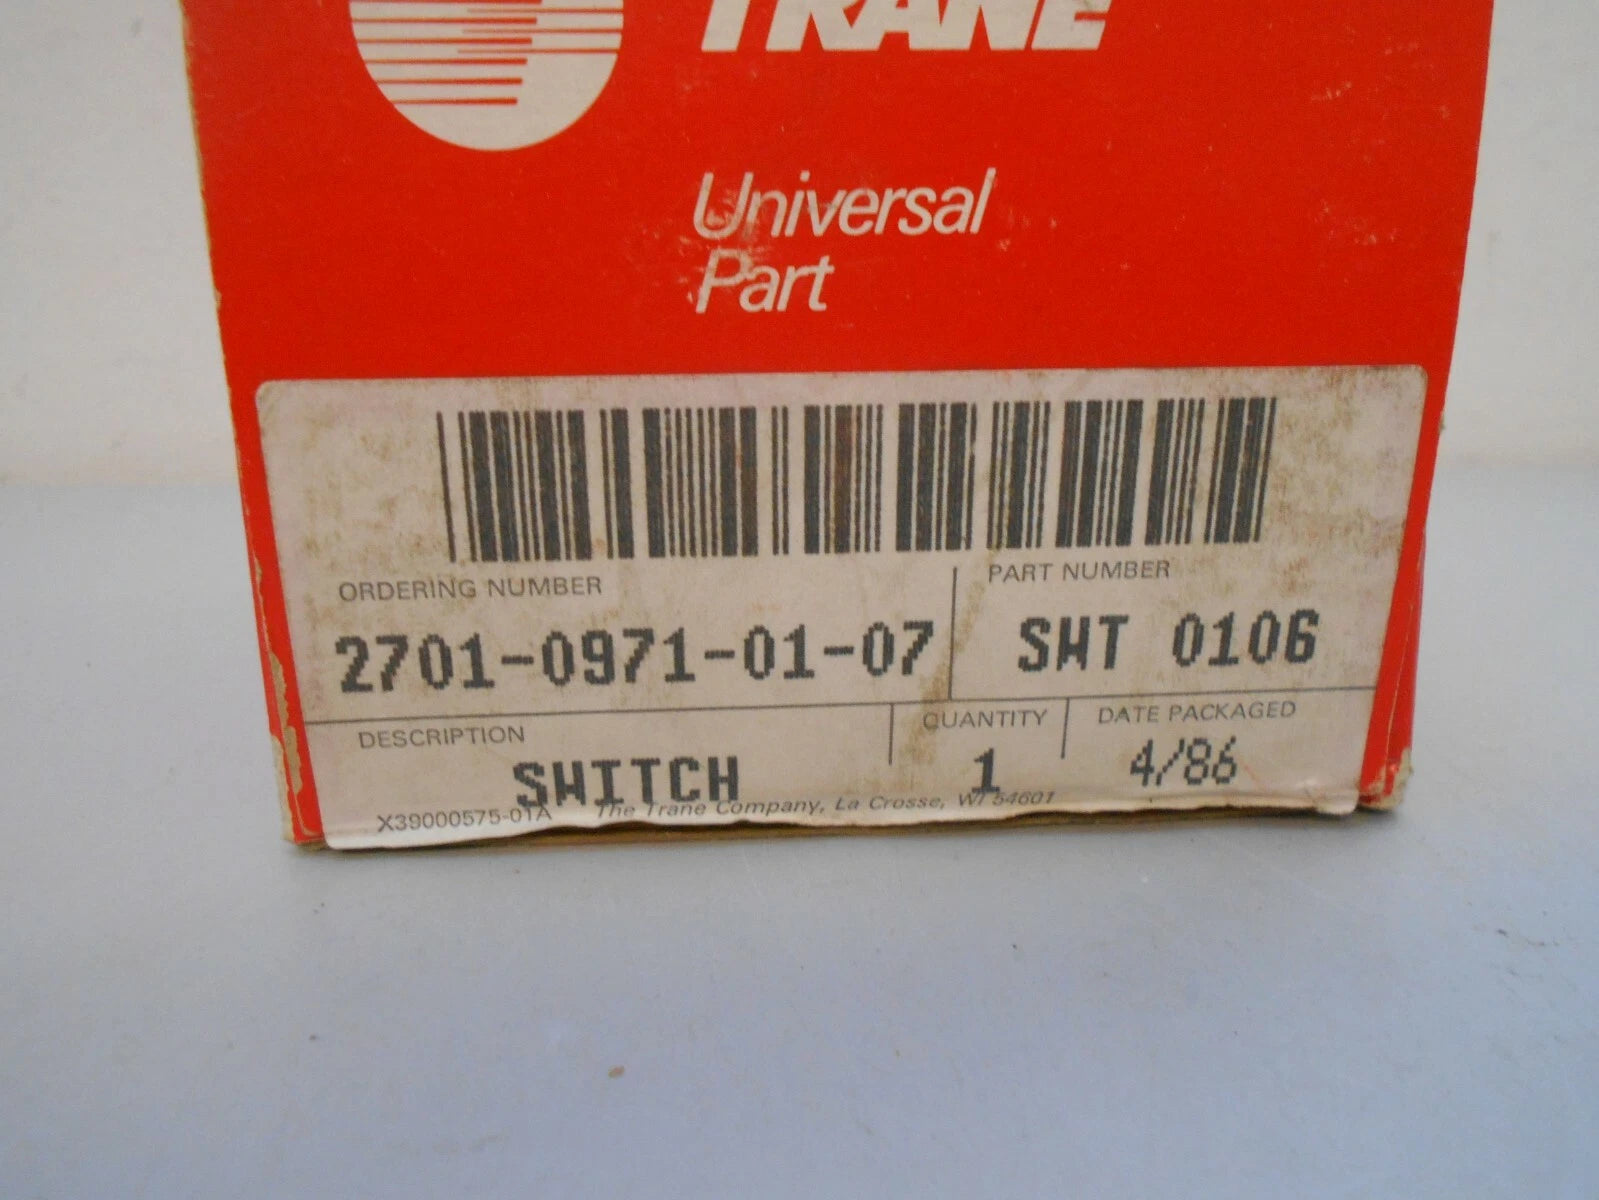 TRANE
Universal
Part
ORDERING NUMBER
PART NUMBER
2701-0971-01-07
SWT 0106
DESCRIPTION
QUANTITY
DATE PACKAGED
SWITCH
1
4/86
X39000575-01A The Trane Company, La Crosse, WI 54601